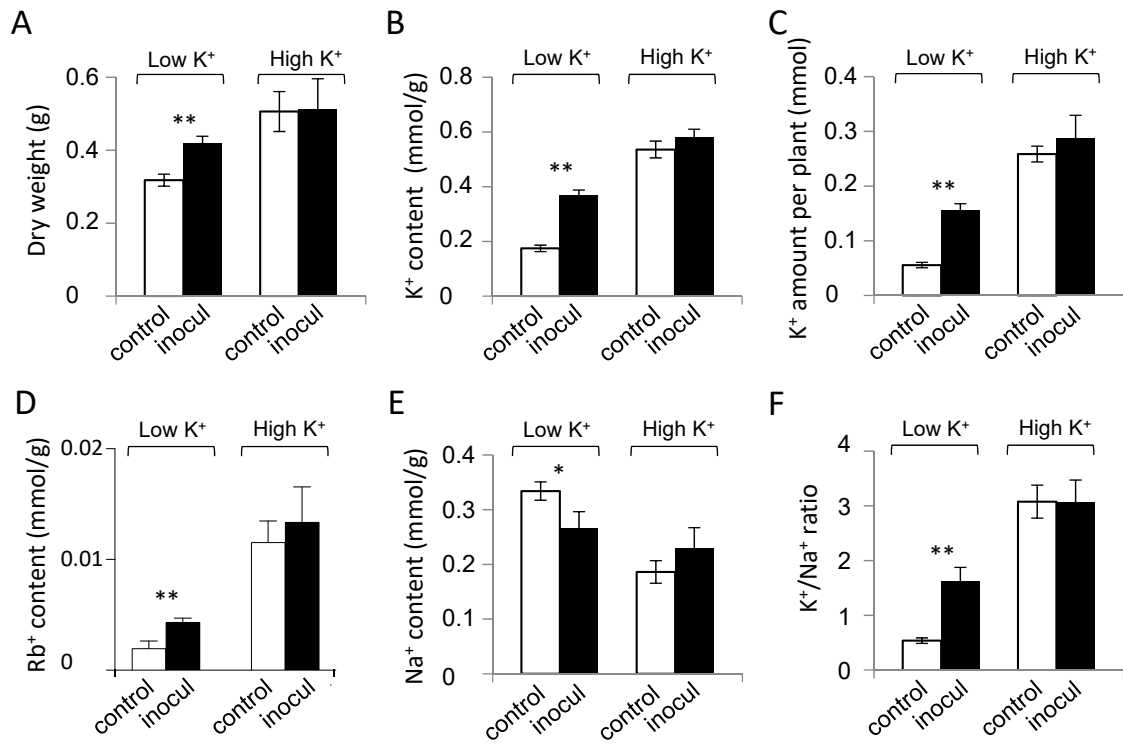 A
Low K⁺
High K⁺
Dry weight (g)
0.6
0.4
0.2
0
**
control
inocul
control
inocul
B
Low K⁺
High K⁺
K⁺ content (mmol/g)
0.8
0.6
0.4
0.2
0
**
control
inocul
control
inocul
C
Low K⁺
High K⁺
K⁺ amount per plant (mmol)
0.4
0.3
0.2
0.1
0
**
control
inocul
control
inocul
D
Low K⁺
High K⁺
Rb⁺ content (mmol/g)
0.02
0.01
0
**
control
inocul
control
inocul
E
Low K⁺
High K⁺
Na⁺ content (mmol/g)
0.4
0.3
0.2
0.1
0
*
control
inocul
control
inocul
F
Low K⁺
High K⁺
K⁺/Na⁺ ratio
4
3
2
1
0
**
control
inocul
control
inocul